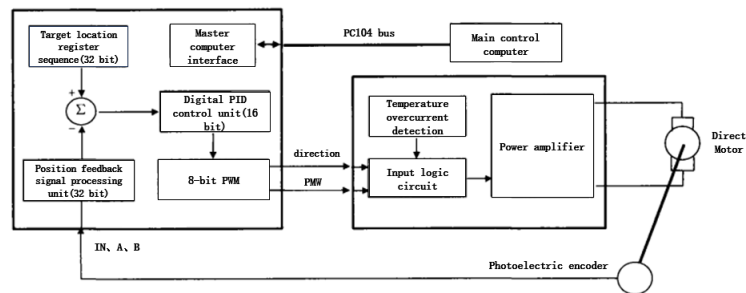 Target location
register
sequence(32 bit)
Master
computer
interface
PC104 bus
Main control
computer
+
Σ
−
Digital PID
control unit(16
bit)
Temperature
overcurrent
detection
Power amplifier
Direct
Motor
Position feedback
signal processing
unit(32 bit)
8-bit PWM
direction
PMW
Input logic
circuit
IN、A、B
Photoelectric encoder